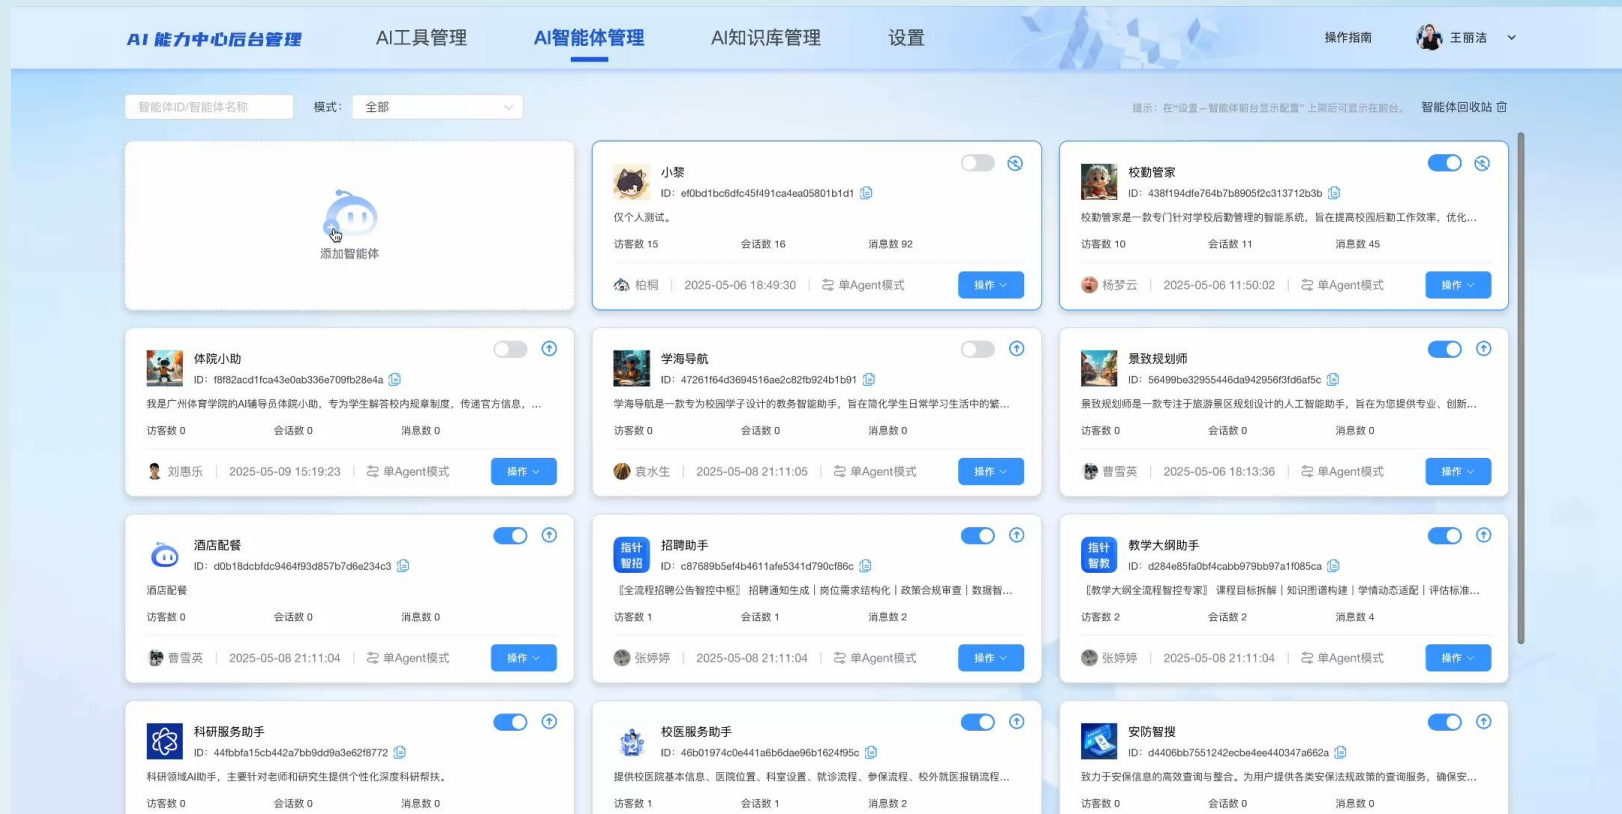 AI 能力中心后台管理
AI工具管理
AI智能体管理
AI知识库管理
设置
操作指南
王丽洁
智能体ID/智能体名称
模式：
全部
提示：在“设置—智能体前台显示配置”上架后可显示在前台。
智能体回收站
添加智能体
小黎
ID：ef0bd1bc6dfc45f491ca4ea05801b1d1
仅个人测试。
访客数 15 会话数 16 消息数 92
柏桐 2025-05-06 18:49:30 单Agent模式 操作
校勤管家
ID：438f194dfe764b7b8905f2c313712b3b
校勤管家是一款专门针对学校后勤管理的智能系统，旨在提高校园后勤工作效率，优化...
访客数 10 会话数 11 消息数 45
杨梦云 2025-05-06 11:50:02 单Agent模式 操作
体院小助
ID：f8f82acd1fca43e0ab336e709fb28e4a
我是广州体育学院的AI辅导员体院小助，专为学生解答校内规章制度，传递官方信息，...
访客数 0 会话数 0 消息数 0
刘惠乐 2025-05-09 15:19:23 单Agent模式 操作
学海导航
ID：47261f64d3694516ae2c82fb924b1b91
学海导航是一款专为校园学子设计的教务智能助手，旨在简化学生日常学习生活中的繁...
访客数 0 会话数 0 消息数 0
袁水生 2025-05-08 21:11:05 单Agent模式 操作
景致规划师
ID：56499be32955446da942956f3fd6af5c
景致规划师是一款专注于旅游景区规划设计的人工智能助手，旨在为您提供专业、创新...
访客数 0 会话数 0 消息数 0
曹雪英 2025-05-06 18:13:36 单Agent模式 操作
酒店配餐
ID：d0b18dcbfdc9464f93d857b7d6e234c3
酒店配餐
访客数 0 会话数 0 消息数 0
曹雪英 2025-05-08 21:11:04 单Agent模式 操作
指针
智招
招聘助手
ID：c87689b5ef4b4611afe5341d790cf86c
〖全流程招聘公告智控中枢〗 招聘通知生成｜岗位需求结构化｜政策合规审查｜数据智...
访客数 1 会话数 1 消息数 2
张婷婷 2025-05-08 21:11:04 单Agent模式 操作
指针
智教
教学大纲助手
ID：d284e85fa0bf4cabb979bb97a1f085ca
〖教学大纲全流程智控专家〗 课程目标拆解｜知识图谱构建｜学情动态适配｜评估标准...
访客数 2 会话数 2 消息数 4
张婷婷 2025-05-08 21:11:04 单Agent模式 操作
科研服务助手
ID：44fbbfa15cb442a7bb9dd9a3e62f8772
科研领域AI助手，主要针对老师和研究生提供个性化深度科研帮扶。
访客数 0 会话数 0 消息数 0
校医服务助手
ID：46b01974c0e441a6b6dae96b1624f95c
提供校医院基本信息、医院位置、科室设置、就诊流程、参保流程、校外就医报销流程...
访客数 1 会话数 1 消息数 2
安防智搜
ID：d4406bb7551242ecbe4ee440347a662a
致力于安保信息的高效查询与整合。为用户提供各类安保法规政策的查询服务，确保安...
访客数 0 会话数 0 消息数 0